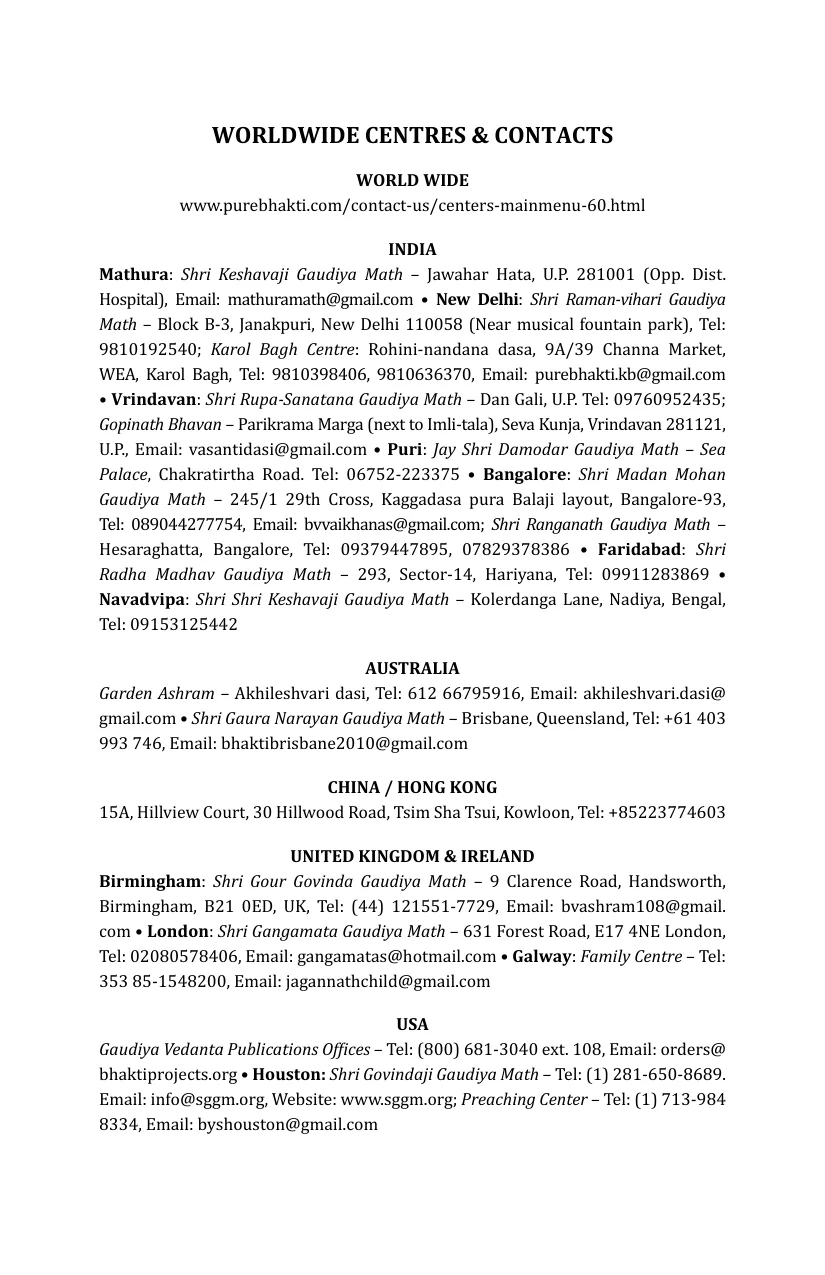 WORLDWIDE CENTRES & CONTACTS
WORLD WIDE
www.purebhakti.com/contact-us/centers-mainmenu-60.html
INDIA
Mathura: Shri Keshavaji Gaudiya Math – Jawahar Hata, U.P. 281001 (Opp. Dist.
Hospital), Email: mathuramath@gmail.com • New Delhi: Shri Raman-vihari Gaudiya
Math – Block B-3, Janakpuri, New Delhi 110058 (Near musical fountain park), Tel:
9810192540; Karol Bagh Centre: Rohini-nandana dasa, 9A/39 Channa Market,
WEA, Karol Bagh, Tel: 9810398406, 9810636370, Email: purebhakti.kb@gmail.com
• Vrindavan: Shri Rupa-Sanatana Gaudiya Math – Dan Gali, U.P. Tel: 09760952435;
Gopinath Bhavan – Parikrama Marga (next to Imli-tala), Seva Kunja, Vrindavan 281121,
U.P., Email: vasantidasi@gmail.com • Puri: Jay Shri Damodar Gaudiya Math – Sea
Palace, Chakratirtha Road. Tel: 06752-223375 • Bangalore: Shri Madan Mohan
Gaudiya Math – 245/1 29th Cross, Kaggadasa pura Balaji layout, Bangalore-93,
Tel: 089044277754, Email: bvvaikhanas@gmail.com; Shri Ranganath Gaudiya Math –
Hesaraghatta, Bangalore, Tel: 09379447895, 07829378386 • Faridabad: Shri
Radha Madhav Gaudiya Math – 293, Sector-14, Hariyana, Tel: 09911283869 •
Navadvipa: Shri Shri Keshavaji Gaudiya Math – Kolerdanga Lane, Nadiya, Bengal,
Tel: 09153125442
AUSTRALIA
Garden Ashram – Akhileshvari dasi, Tel: 612 66795916, Email: akhileshvari.dasi@
gmail.com • Shri Gaura Narayan Gaudiya Math – Brisbane, Queensland, Tel: +61 403
993 746, Email: bhaktibrisbane2010@gmail.com
CHINA / HONG KONG
15A, Hillview Court, 30 Hillwood Road, Tsim Sha Tsui, Kowloon, Tel: +85223774603
UNITED KINGDOM & IRELAND
Birmingham: Shri Gour Govinda Gaudiya Math – 9 Clarence Road, Handsworth,
Birmingham, B21 0ED, UK, Tel: (44) 121551-7729, Email: bvashram108@gmail.
com • London: Shri Gangamata Gaudiya Math – 631 Forest Road, E17 4NE London,
Tel: 02080578406, Email: gangamatas@hotmail.com • Galway: Family Centre – Tel:
353 85-1548200, Email: jagannathchild@gmail.com
USA
Gaudiya Vedanta Publications Offices – Tel: (800) 681-3040 ext. 108, Email: orders@
bhaktiprojects.org • Houston: Shri Govindaji Gaudiya Math – Tel: (1) 281-650-8689.
Email: info@sggm.org, Website: www.sggm.org; Preaching Center – Tel: (1) 713-984
8334, Email: byshouston@gmail.com